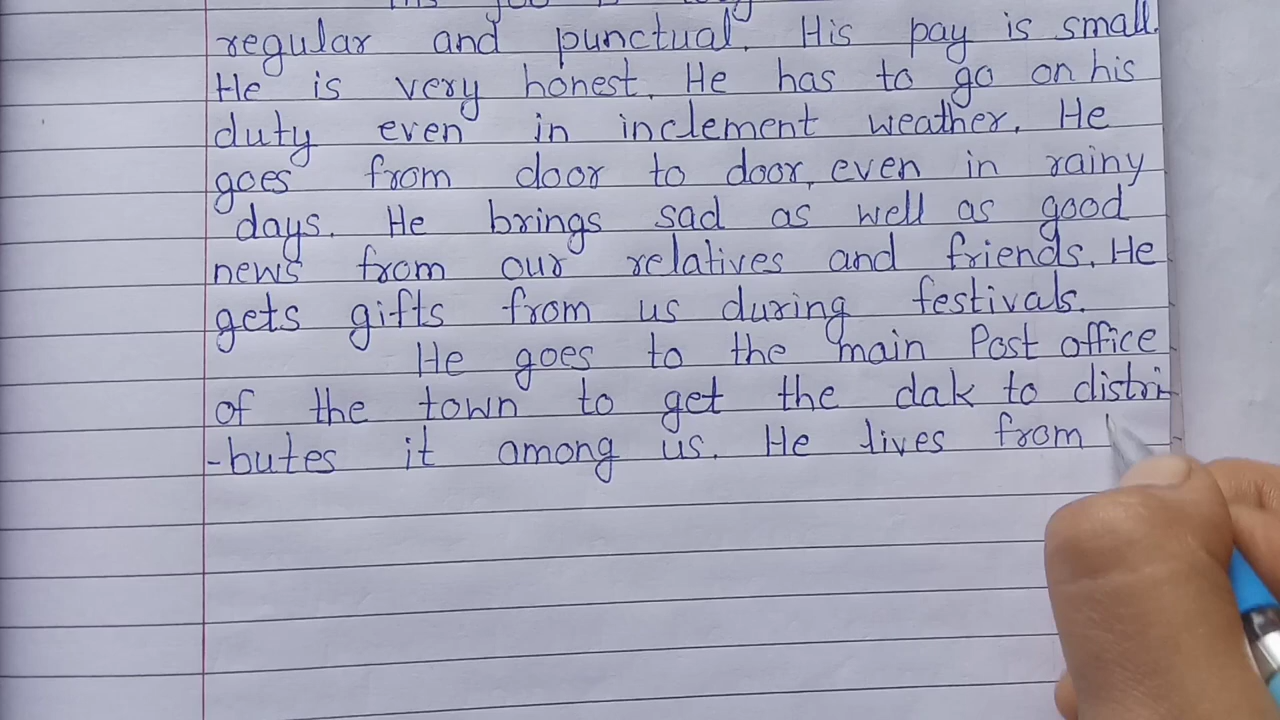 regular and punctual. His pay is small.
He is very honest. He has to go on his
duty even in inclement weather. He
goes from door to door, even in rainy
days. He brings sad as well as good
news from our relatives and friends. He
gets gifts from us during festivals.
He goes to the main Post office
of the town to get the dak to distri
-butes it among us. He lives from